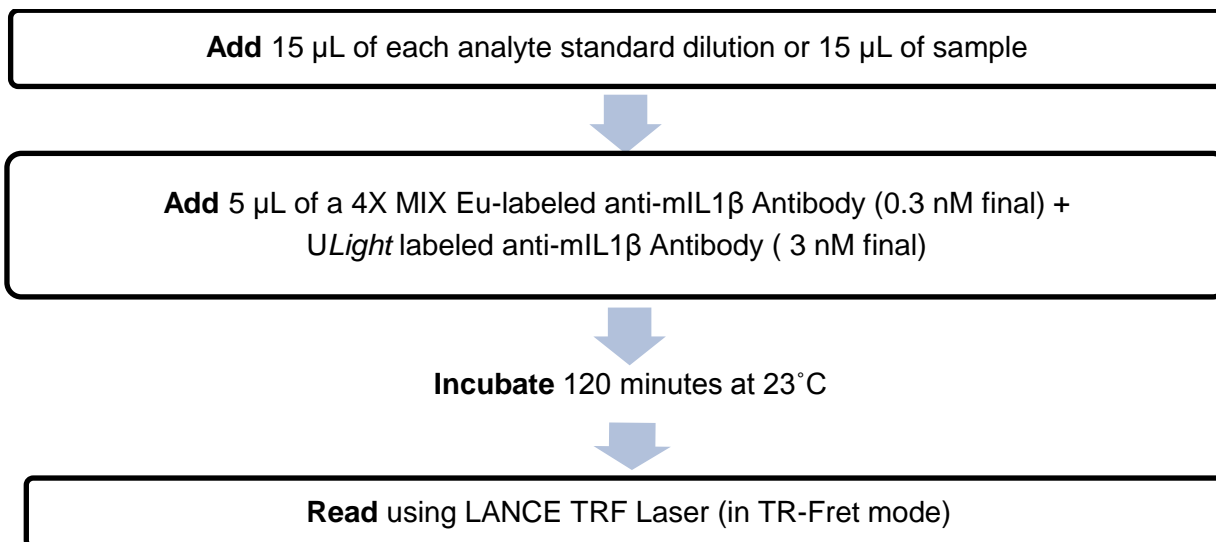 Add 15 µL of each analyte standard dilution or 15 µL of sample
Add 5 µL of a 4X MIX Eu-labeled anti-mIL1β Antibody (0.3 nM final) +
ULight labeled anti-mIL1β Antibody ( 3 nM final)
Incubate 120 minutes at 23˚C
Read using LANCE TRF Laser (in TR-Fret mode)